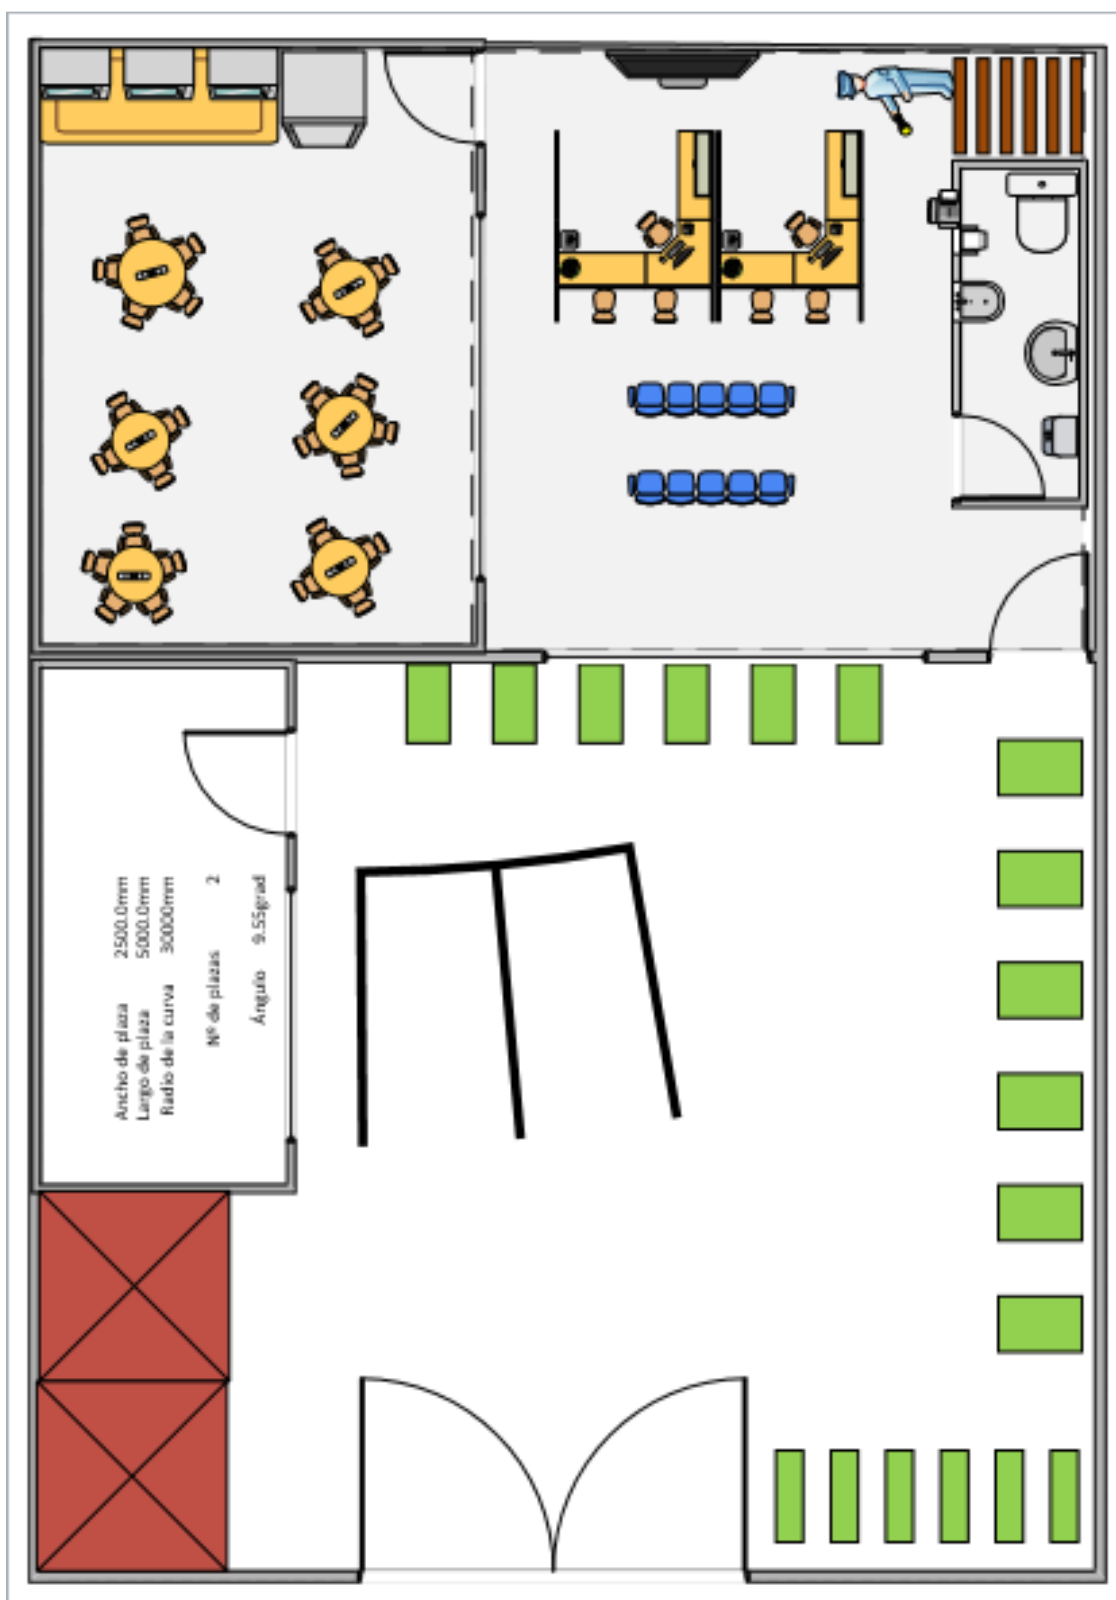 Ancho de plaza 2500.0mm
Largo de plaza 5000.0mm
Radio de la curva 30000mm
Nº de plazas 2
Ángulo 9.55grad